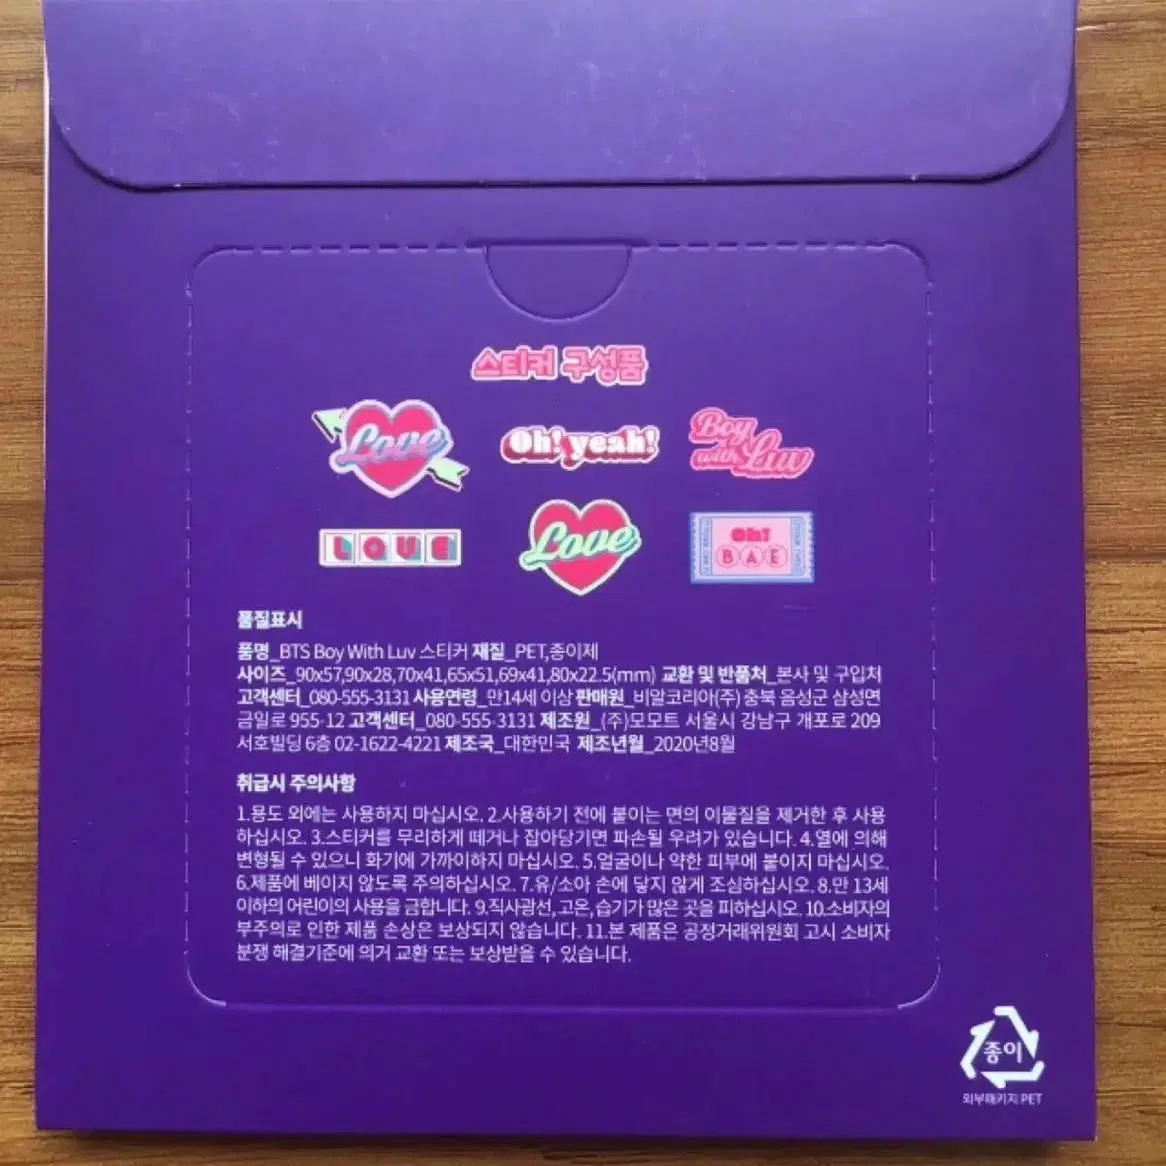 스티커 구성품
Love
Oh! yeah!
Boy
with Luv
LOVE
Love
Oh!
BAE
품질표시
품명_BTS Boy With Luv 스티커 재질_PET,종이제
사이즈_90x57,90x28,70x41,65x51,69x41,80x22.5(mm) 교환 및 반품처_본사 및 구입처
고객센터_080-555-3131 사용연령_만14세 이상 판매원_비알코리아(주) 충북 음성군 삼성면
금일로 955-12 고객센터_080-555-3131 제조원_(주)모모트 서울시 강남구 개포로 209
서호빌딩 6층 02-1622-4221 제조국_대한민국 제조년월_2020년8월
취급시 주의사항
1.용도 외에는 사용하지 마십시오. 2.사용하기 전에 붙이는 면의 이물질을 제거한 후 사용
하십시오. 3.스티커를 무리하게 떼거나 잡아당기면 파손될 우려가 있습니다. 4.열에 의해
변형될 수 있으니 화기에 가까이하지 마십시오. 5.얼굴이나 약한 피부에 붙이지 마십시오.
6.제품에 베이지 않도록 주의하십시오. 7.유/소아 손에 닿지 않게 조심하십시오. 8.만 13세
이하의 어린이의 사용을 금합니다. 9.직사광선, 고온, 습기가 많은 곳을 피하십시오. 10.소비자의
부주의로 인한 제품 손상은 보상되지 않습니다. 11.본 제품은 공정거래위원회 고시 소비자
분쟁 해결기준에 의거 교환 또는 보상받을 수 있습니다.
종이
외부패키지 PET